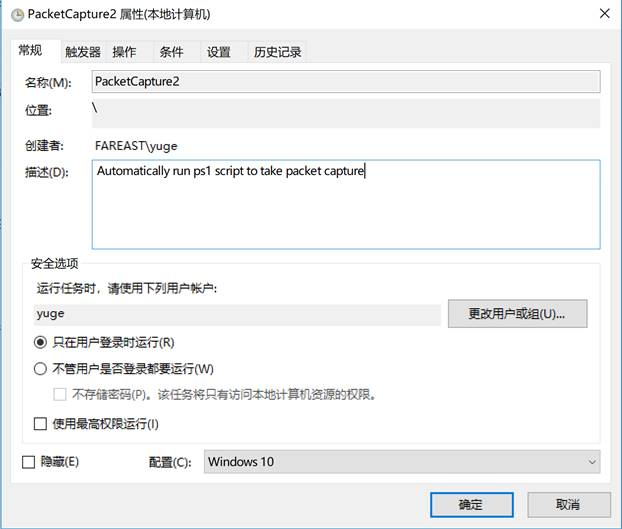 PacketCapture2 属性(本地计算机)
常规 触发器 操作 条件 设置 历史记录
名称(M): PacketCapture2
位置: \
创建者: FAREAST\yuge
描述(D): Automatically run ps1 script to take packet capture
安全选项
运行任务时，请使用下列用户帐户:
yuge 更改用户或组(U)...
只在用户登录时运行(R)
不管用户是否登录都要运行(W)
不存储密码(P)。该任务将只有访问本地计算机资源的权限。
使用最高权限运行(I)
隐藏(E) 配置(C): Windows 10
确定 取消